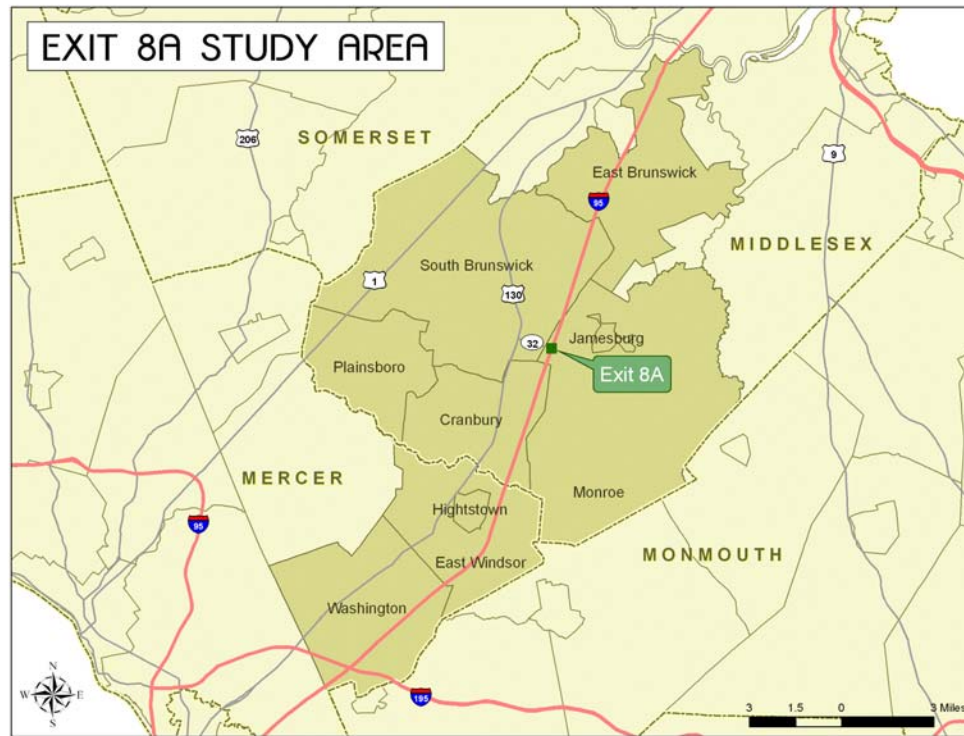 EXIT 8A STUDY AREA
206
SOMERSET
9
East Brunswick
95
MIDDLESEX
South Brunswick
1
130
32
Jamesburg
Plainsboro
Exit 8A
Cranbury
MERCER
Monroe
Hightstown
95
MONMOUTH
East Windsor
Washington
N
W E
S
195
3 1.5 0 3 Miles